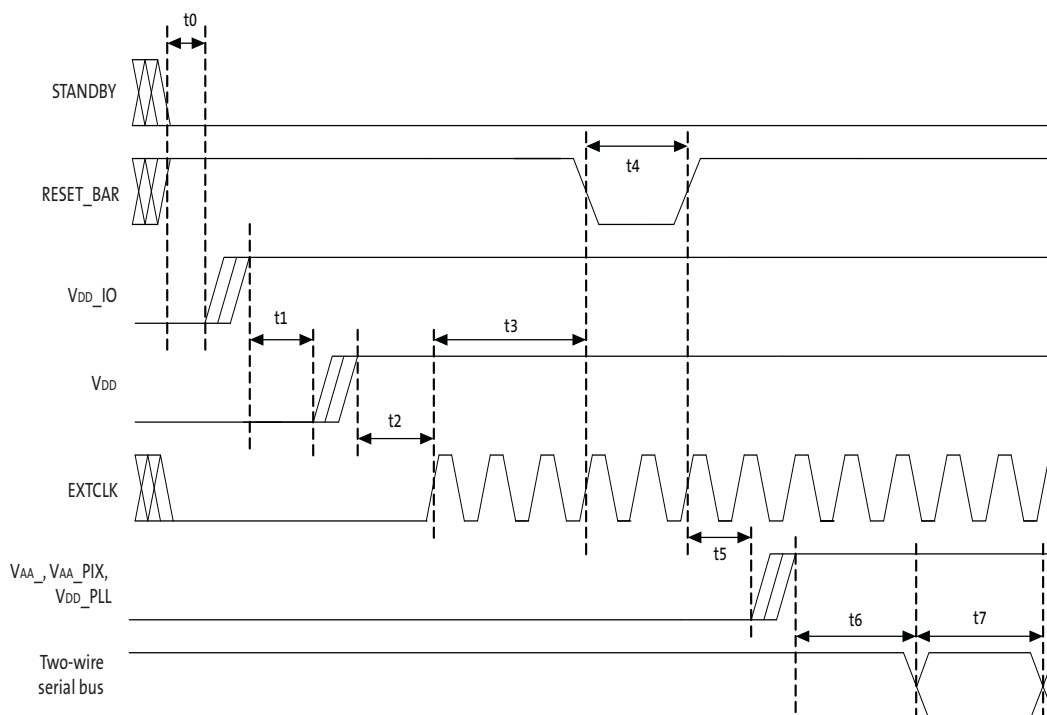 t0
STANDBY
t4
RESET_BAR
VDD_IO
t1
t3
VDD
t2
EXTCLK
t5
VAA_, VAA_PIX,
VDD_PLL
t6
t7
Two-wire
serial bus